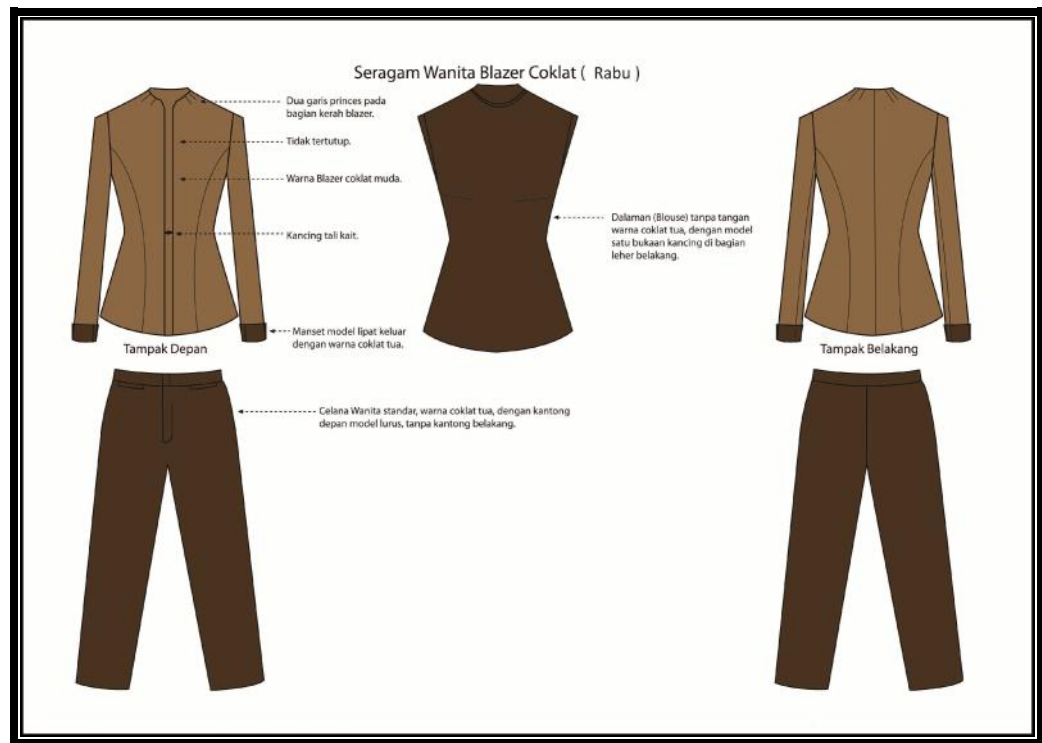 Seragam Wanita Blazer Coklat ( Rabu )
Dua garis princes pada
bagian kerah blazer.
Tidak tertutup.
Warna Blazer coklat muda.
Kancing tali kait.
Manset model lipat keluar
dengan warna coklat tua.
Tampak Depan
Dalaman (Blouse) tanpa tangan
warna coklat tua, dengan model
satu bukaan kancing di bagian
leher belakang.
Tampak Belakang
Celana Wanita standar, warna coklat tua, dengan kantong
depan model lurus, tanpa kantong belakang.